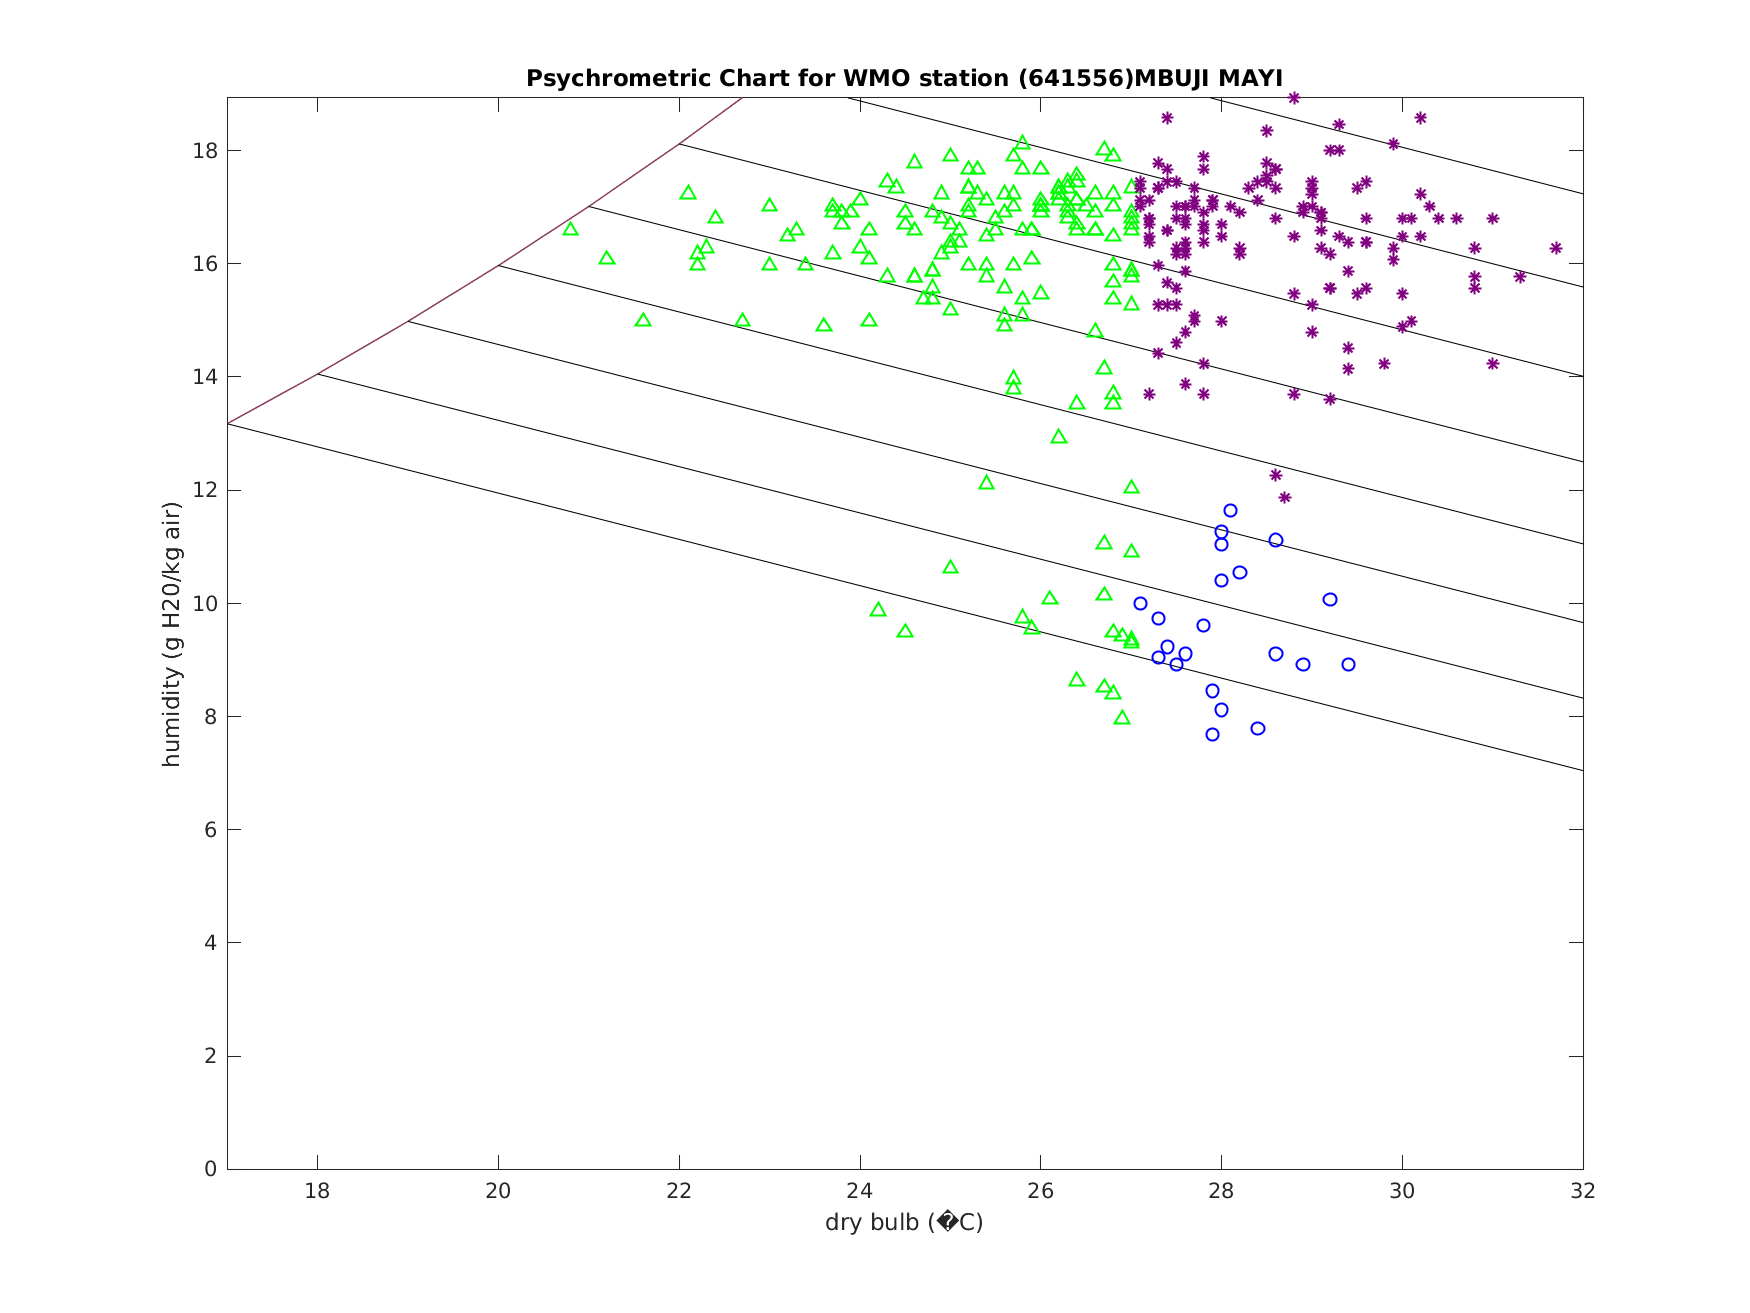 Psychrometric Chart for WMO station (641556)MBUJI MAYI
18
16
14
12
10
8
6
4
2
0
humidity (g H20/kg air)
18 20 22 24 26 28 30 32
dry bulb (�C)